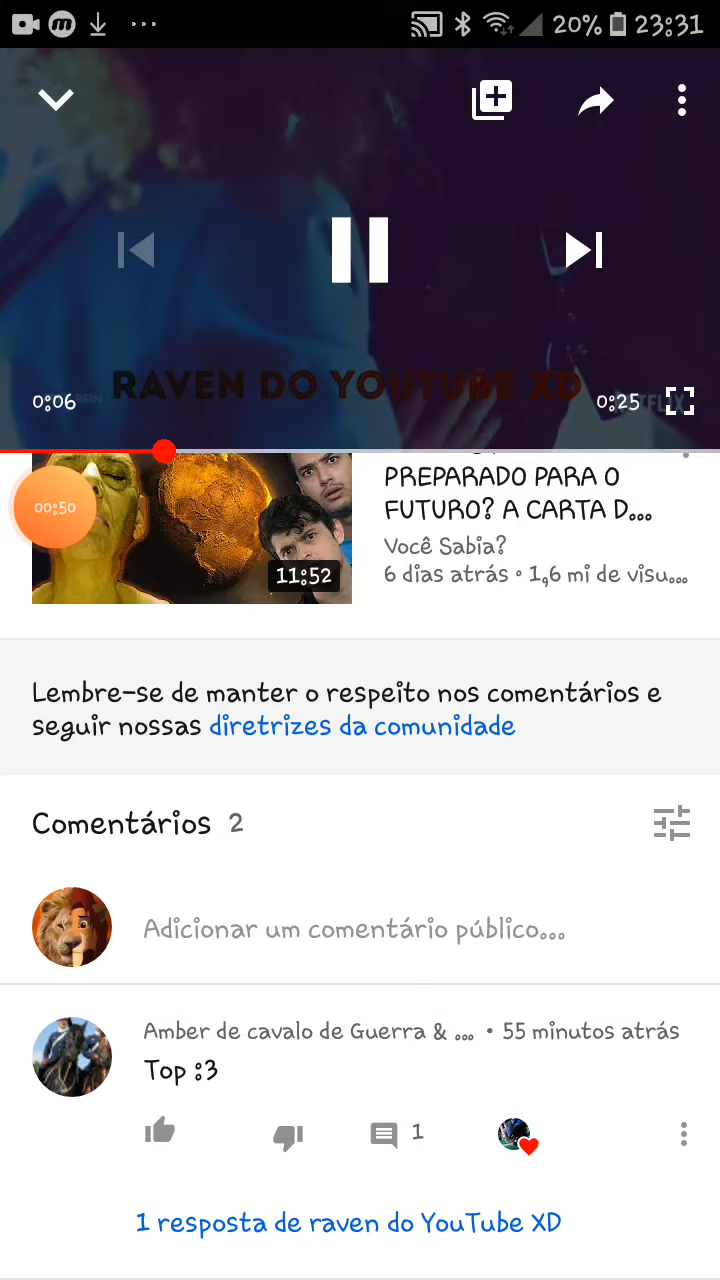 20% 23:31
RAVEN DO YOUTUBE XD
0:06
0:25
00:50
11:52
PREPARADO PARA O
FUTURO? A CARTA D...
Você Sabia?
6 dias atrás • 1,6 mi de visu...
Lembre-se de manter o respeito nos comentários e
seguir nossas diretrizes da comunidade
Comentários 2
Adicionar um comentário público...
Amber de cavalo de Guerra & ... • 55 minutos atrás
Top :3
1
1 resposta de raven do YouTube XD